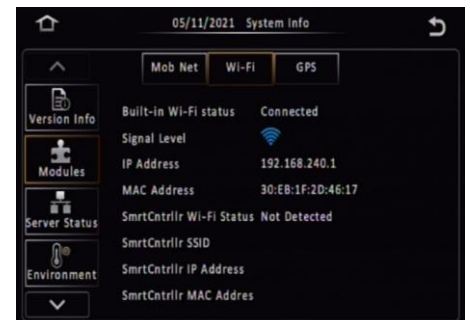 05/11/2021 System Info
Mob Net Wi-Fi GPS
Version Info
Modules
Server Status
Environment
Built-in Wi-Fi status Connected
Signal Level
IP Address 192.168.240.1
MAC Address 30:EB:1F:2D:46:17
SmrtCntrllr Wi-Fi Status Not Detected
SmrtCntrllr SSID
SmrtCntrllr IP Address
SmrtCntrllr MAC Addres